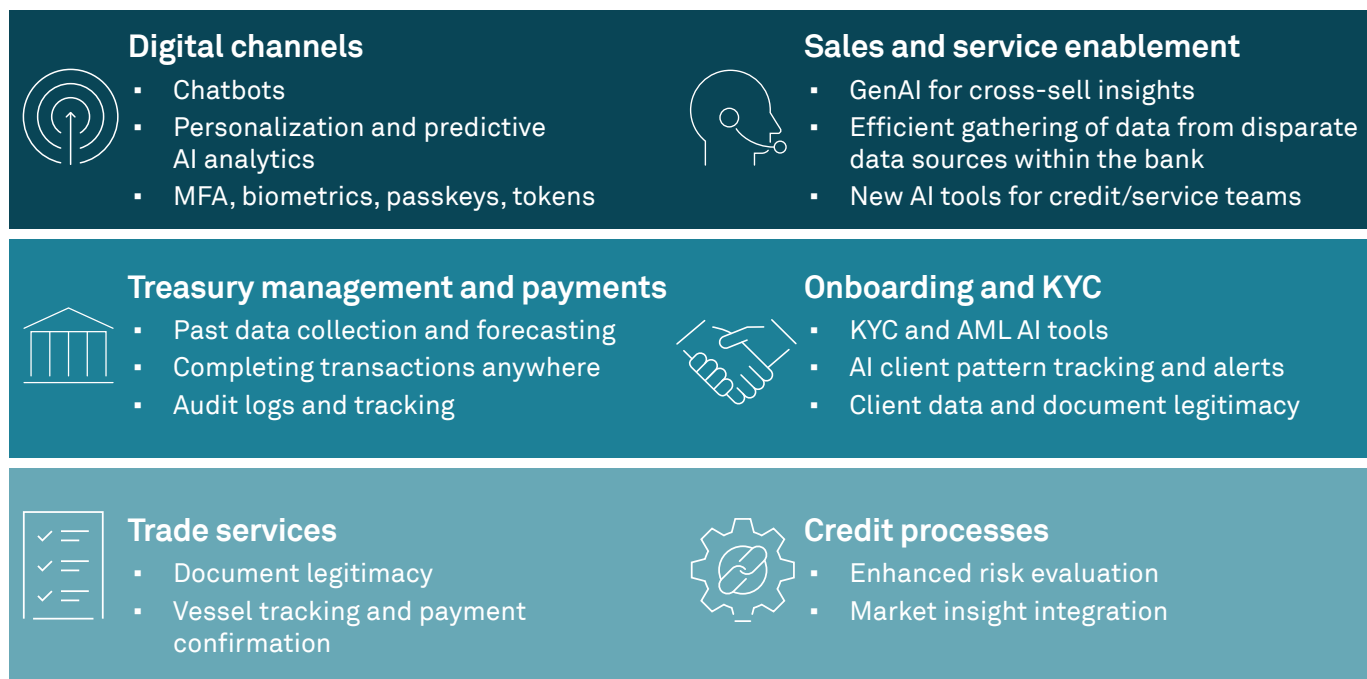 Digital channels
▪ Chatbots
▪ Personalization and predictive
AI analytics
▪ MFA, biometrics, passkeys, tokens
Sales and service enablement
▪ GenAI for cross-sell insights
▪ Efficient gathering of data from disparate
data sources within the bank
▪ New AI tools for credit/service teams
Treasury management and payments
▪ Past data collection and forecasting
▪ Completing transactions anywhere
▪ Audit logs and tracking
Onboarding and KYC
▪ KYC and AML AI tools
▪ AI client pattern tracking and alerts
▪ Client data and document legitimacy
Trade services
▪ Document legitimacy
▪ Vessel tracking and payment
confirmation
Credit processes
▪ Enhanced risk evaluation
▪ Market insight integration